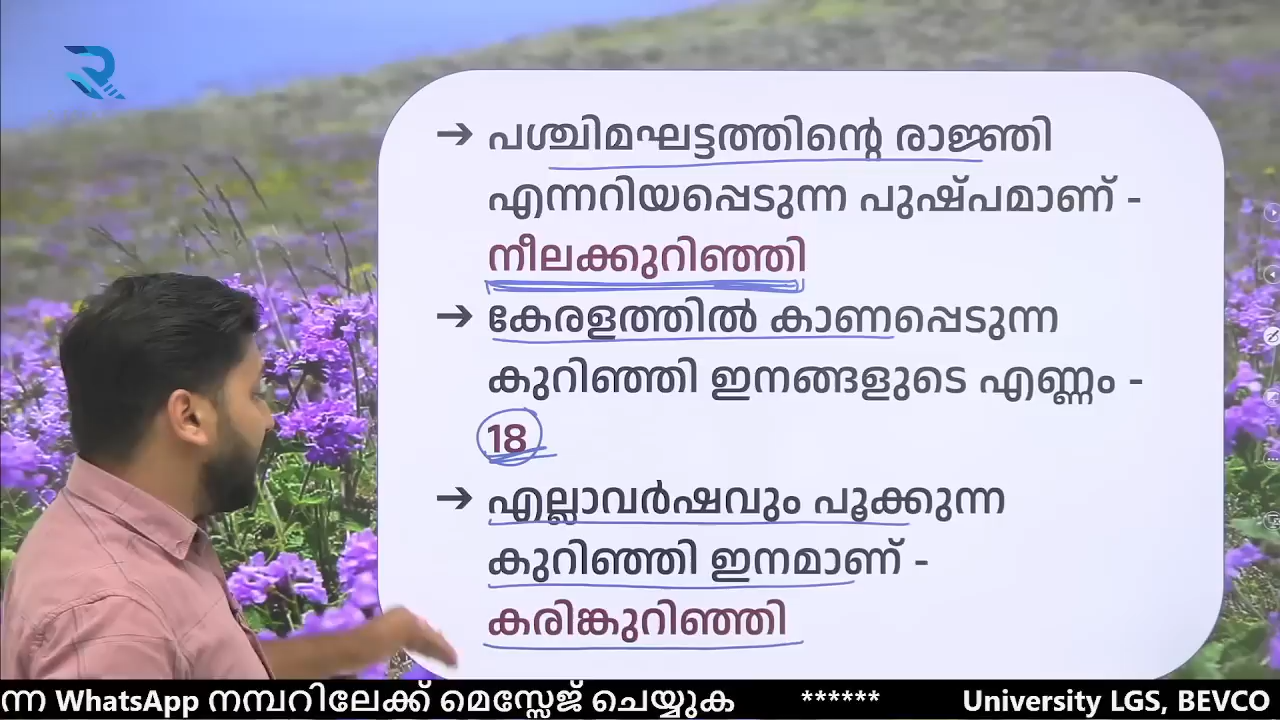 → പശ്ചിമഘട്ടത്തിന്റെ രാജ്ഞി
എന്നറിയപ്പെടുന്ന പുഷ്പമാണ് -
നീലക്കുറിഞ്ഞി
→ കേരളത്തിൽ കാണപ്പെടുന്ന
കുറിഞ്ഞി ഇനങ്ങളുടെ എണ്ണം -
18
→ എല്ലാവർഷവും പൂക്കുന്ന
കുറിഞ്ഞി ഇനമാണ് -
കരിങ്കുറിഞ്ഞി
ന്ന WhatsApp നമ്പറിലേക്ക് മെസ്സേജ് ചെയ്യുക ****** University LGS, BEVCO